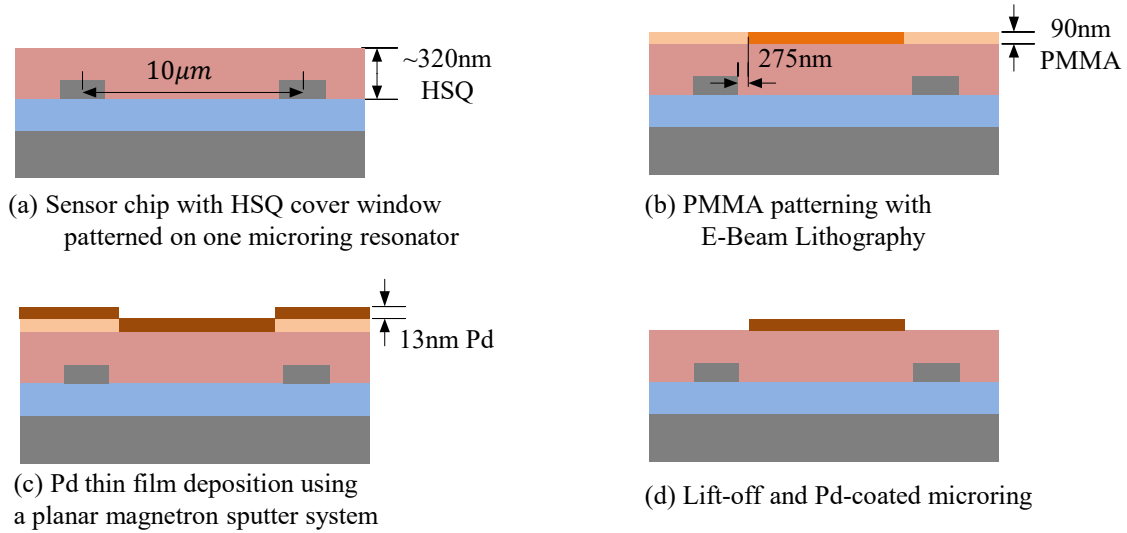 10μm
~320nm
HSQ
(a) Sensor chip with HSQ cover window
patterned on one microring resonator
275nm
90nm
PMMA
(b) PMMA patterning with
E-Beam Lithography
13nm Pd
(c) Pd thin film deposition using
a planar magnetron sputter system
(d) Lift-off and Pd-coated microring